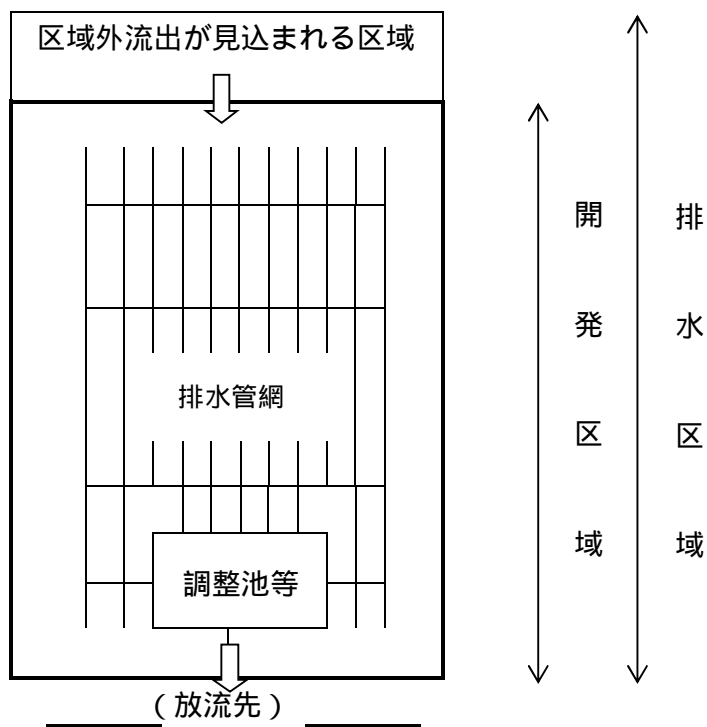 区域外流出が見込まれる区域
排水管網
調整池等
(放流先)
開発区域
排水区域